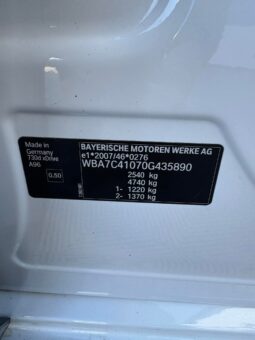 Made in
Germany
730d xDrive
A96
0.50
BAYERISCHE MOTOREN WERKE AG
e1*2007/46*0276
WBA7C41070G435890
2540 kg
4740 kg
1- 1220 kg
2- 1370 kg